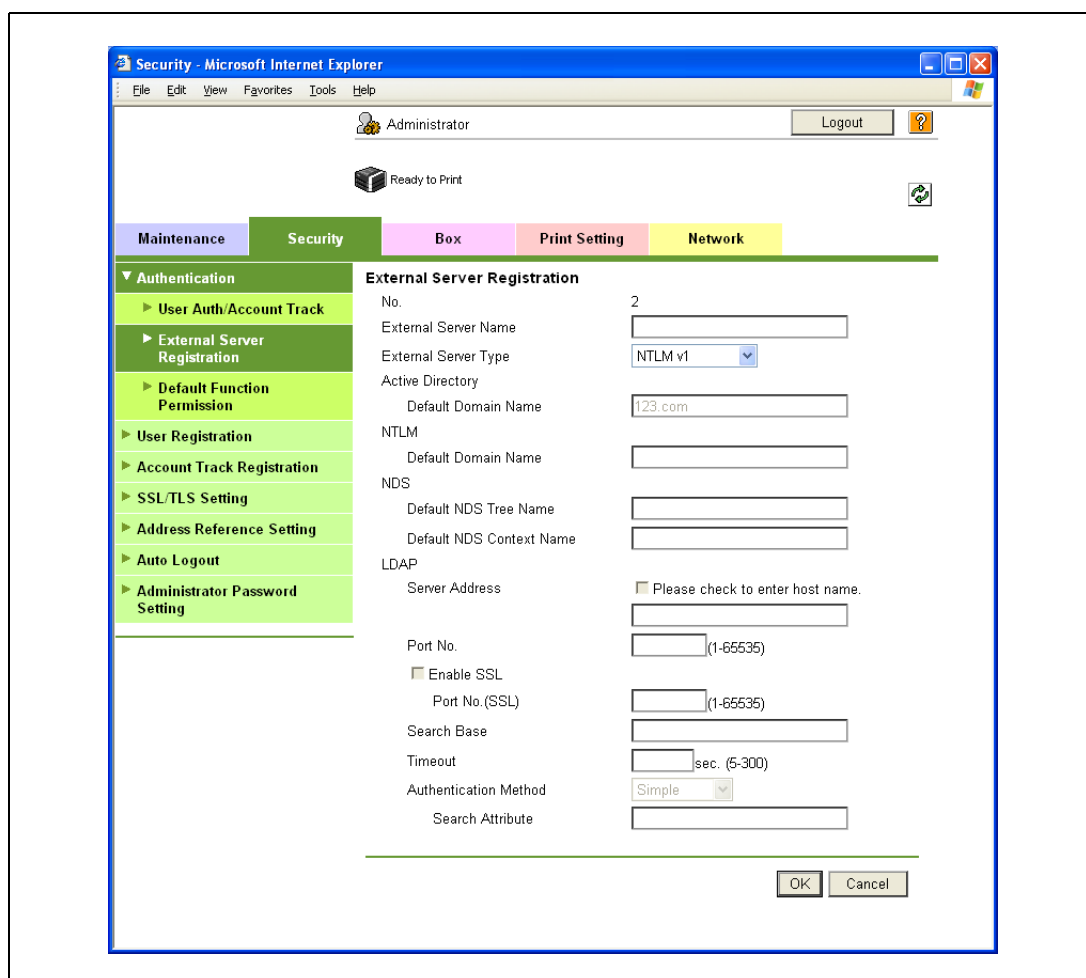 Security - Microsoft Internet Explorer
File Edit View Favorites Tools Help
Administrator Logout ?
Ready to Print
Maintenance Security Box Print Setting Network
Authentication
User Auth/Account Track
External Server
Registration
Default Function
Permission
User Registration
Account Track Registration
SSL/TLS Setting
Address Reference Setting
Auto Logout
Administrator Password
Setting
External Server Registration
No. 2
External Server Name
External Server Type NTLM v1
Active Directory
Default Domain Name 123.com
NTLM
Default Domain Name
NDS
Default NDS Tree Name
Default NDS Context Name
LDAP
Server Address Please check to enter host name.
Port No. (1-65535)
Enable SSL
Port No.(SSL) (1-65535)
Search Base
Timeout sec. (5-300)
Authentication Method Simple
Search Attribute
OK Cancel